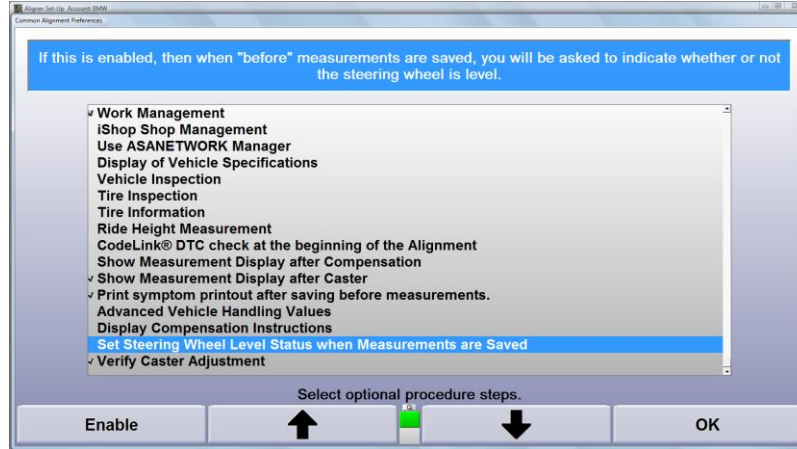 Aligner Set-Up Account: BMW
Common Alignment Preferences
If this is enabled, then when "before" measurements are saved, you will be asked to indicate whether or not
the steering wheel is level.
✓ Work Management
iShop Shop Management
Use ASANETWORK Manager
Display of Vehicle Specifications
Vehicle Inspection
Tire Inspection
Tire Information
Ride Height Measurement
CodeLink® DTC check at the beginning of the Alignment
Show Measurement Display after Compensation
✓ Show Measurement Display after Caster
✓ Print symptom printout after saving before measurements.
Advanced Vehicle Handling Values
Display Compensation Instructions
Set Steering Wheel Level Status when Measurements are Saved
✓ Verify Caster Adjustment
Select optional procedure steps.
Enable
OK